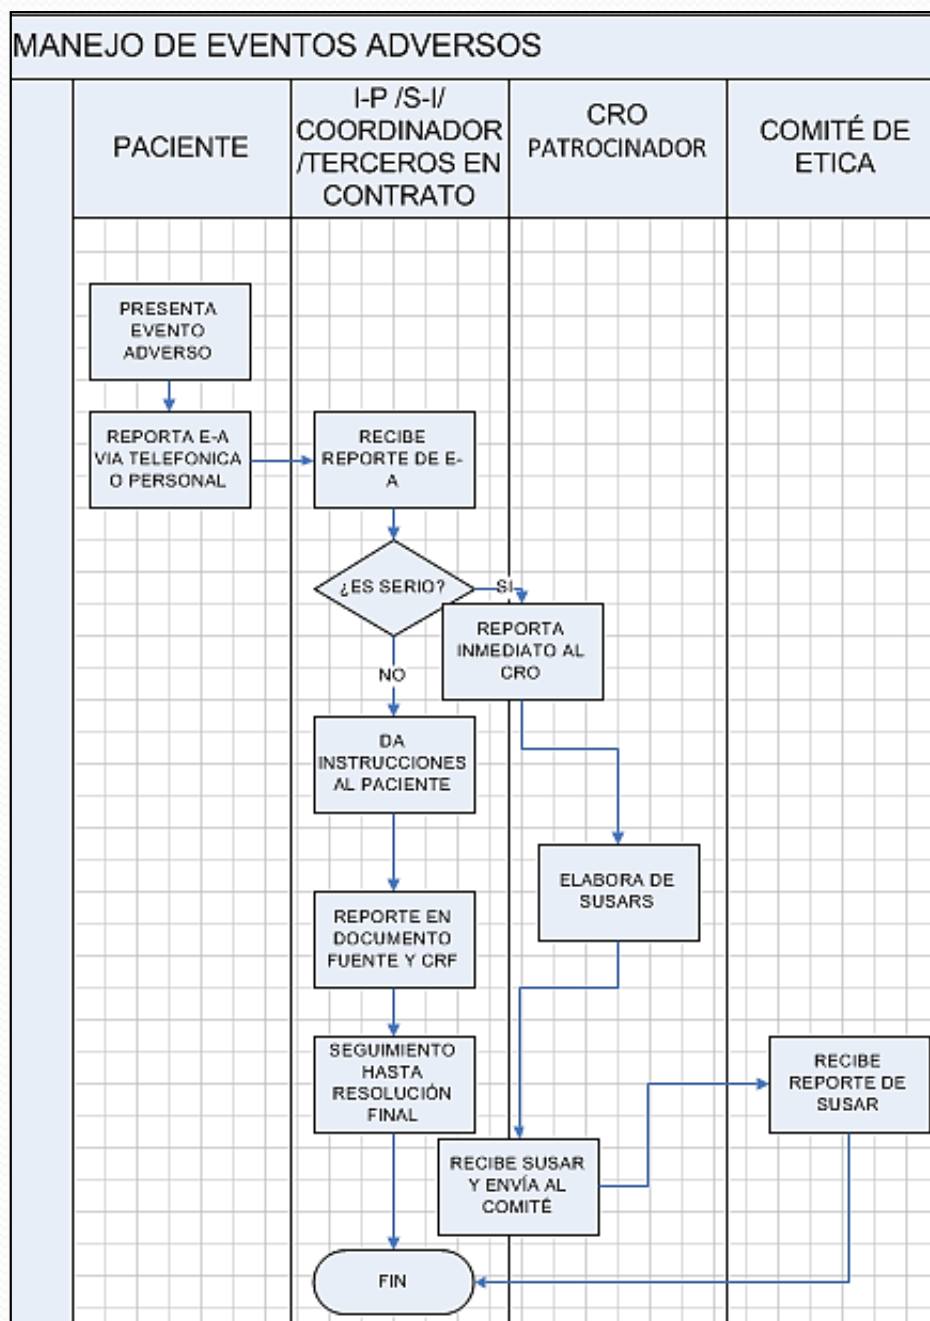 MANEJO DE EVENTOS ADVERSOS
PACIENTE
I-P /S-I/
COORDINADOR
/TERCEROS EN
CONTRATO
CRO
PATROCINADOR
COMITÉ DE
ETICA
PRESENTA
EVENTO
ADVERSO
REPORTA E-A
VIA TELEFONICA
O PERSONAL
RECIBE
REPORTE DE E-
A
¿ES SERIO?
SI
REPORTA
INMEDIATO AL
CRO
NO
DA
INSTRUCCIONES
AL PACIENTE
ELABORA DE
SUSARS
REPORTE EN
DOCUMENTO
FUENTE Y CRF
SEGUIMIENTO
HASTA
RESOLUCIÓN
FINAL
RECIBE
REPORTE DE
SUSAR
RECIBE SUSAR
Y ENVÍA AL
COMITÉ
FIN